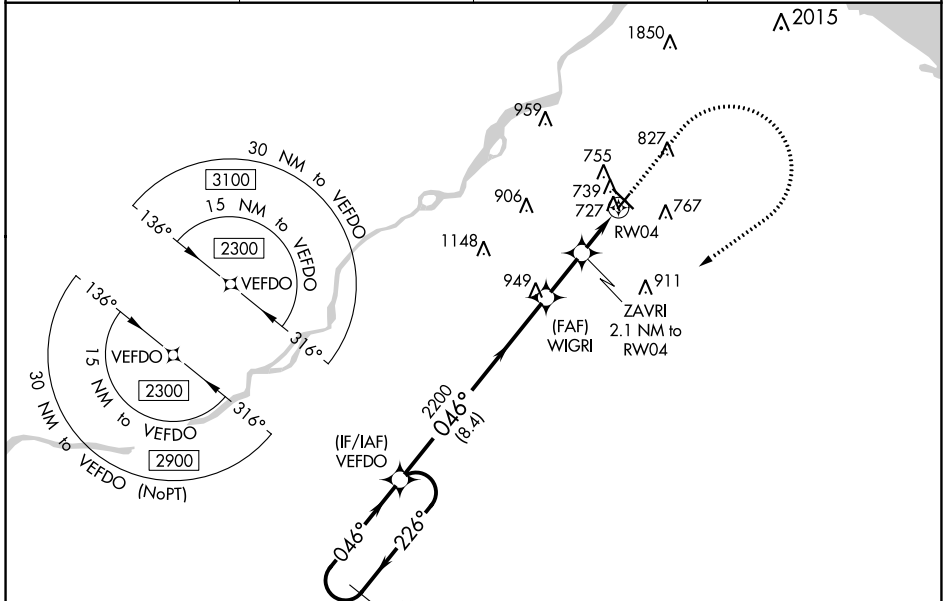 2015
1850
959
827
755
739
727
906
767
RW04
1148
949
911
ZAVRI
2.1 NM to
RW04
(FAF)
WIGRI
30 NM to VEFDO
3100
15 NM to VEFDO
2300
136°
VEFDO
316°
136°
VEFDO
15 NM to VEFDO
2300
316°
30 NM to VEFDO (NoPT)
2900
2200
046°
(8.4)
(IF/IAF)
VEFDO
046°
226°